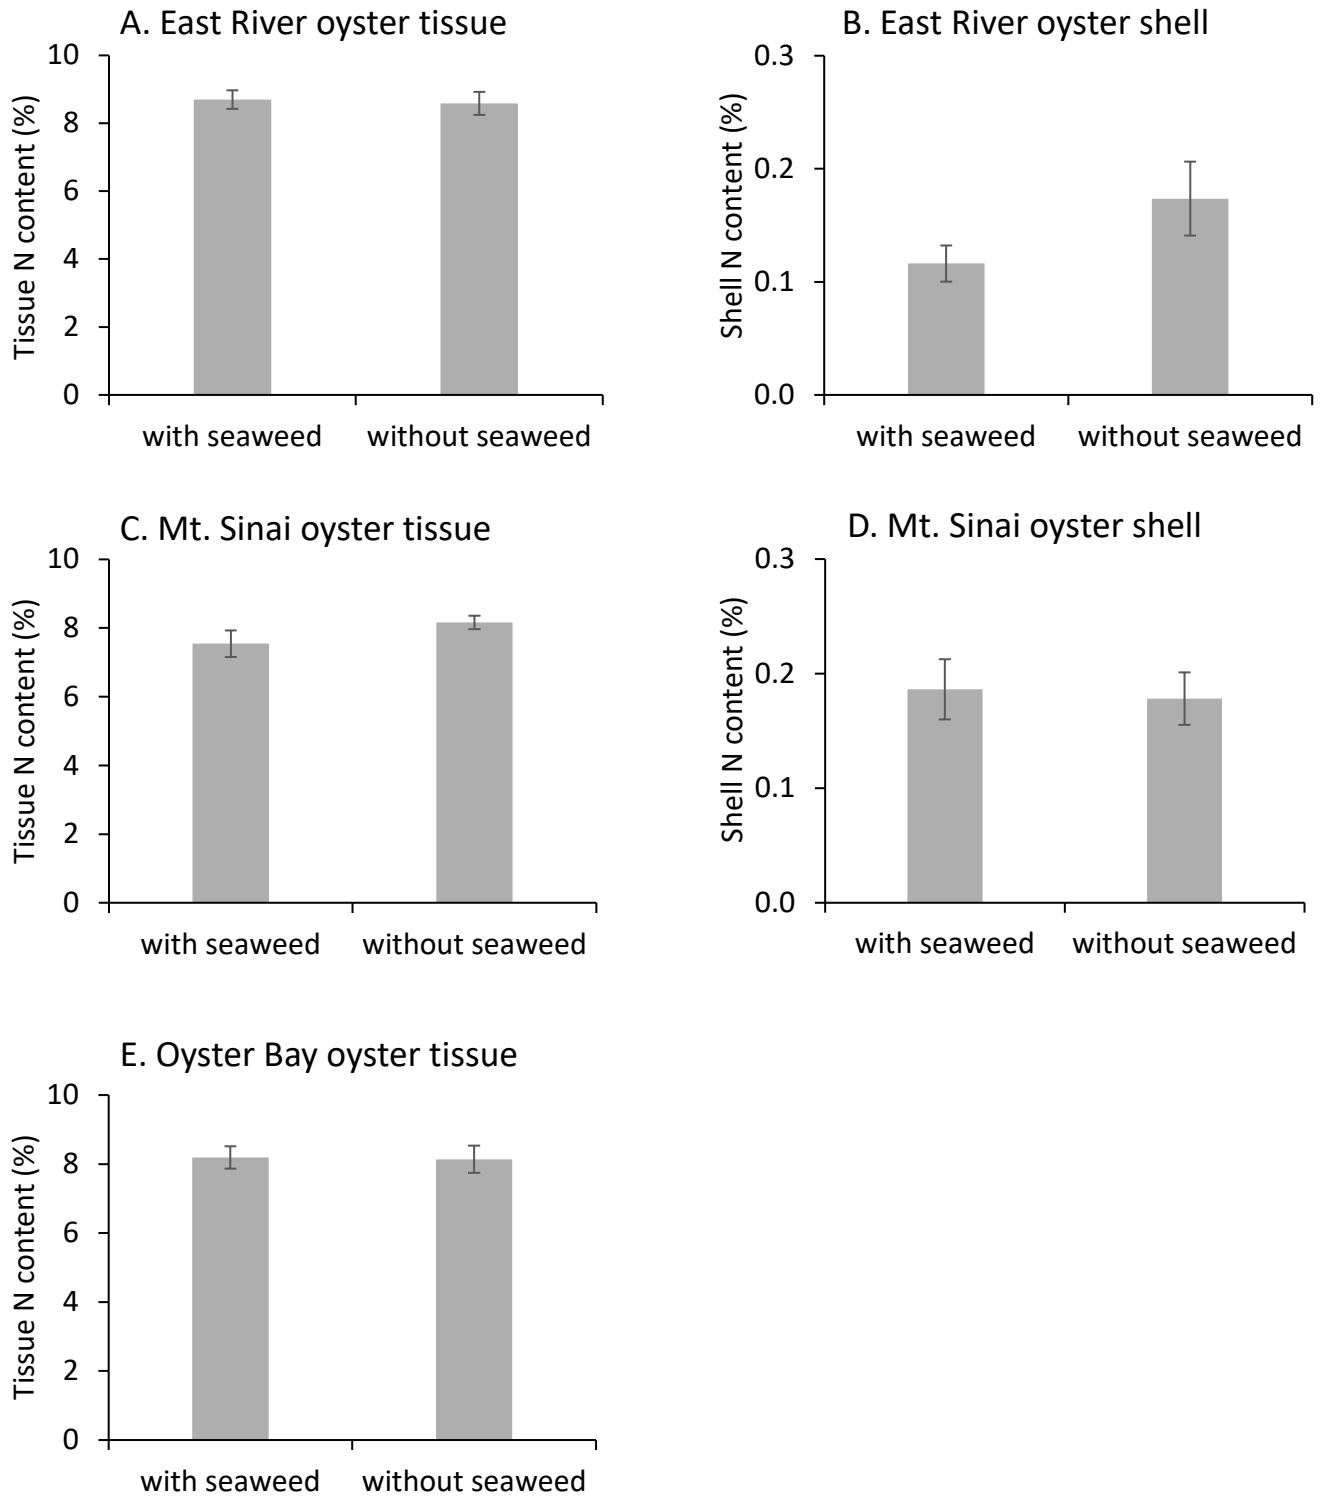 A. East River oyster tissue
Tissue N content (%)
10
8
6
4
2
0
with seaweed
without seaweed
B. East River oyster shell
Shell N content (%)
0.3
0.2
0.1
0.0
with seaweed
without seaweed
C. Mt. Sinai oyster tissue
Tissue N content (%)
10
8
6
4
2
0
with seaweed
without seaweed
D. Mt. Sinai oyster shell
Shell N content (%)
0.3
0.2
0.1
0.0
with seaweed
without seaweed
E. Oyster Bay oyster tissue
Tissue N content (%)
10
8
6
4
2
0
with seaweed
without seaweed